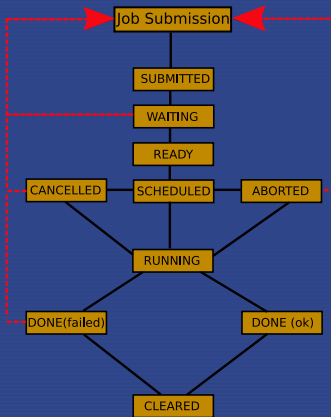 Job Submission
SUBMITTED
WAITING
READY
CANCELLED
SCHEDULED
ABORTED
RUNNING
DONE(failed)
DONE (ok)
CLEARED